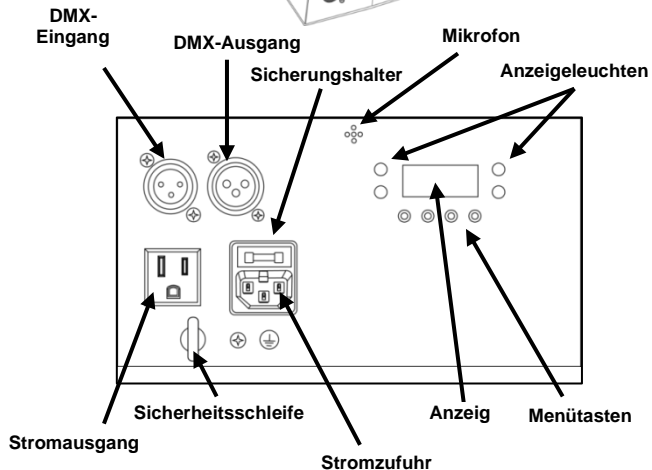 DMX-
Eingang
DMX-Ausgang
Sicherungshalter
Mikrofon
Anzeigeleuchten
Sicherheitsschleife
Anzeig
Menütasten
Stromausgang
Stromzufuhr